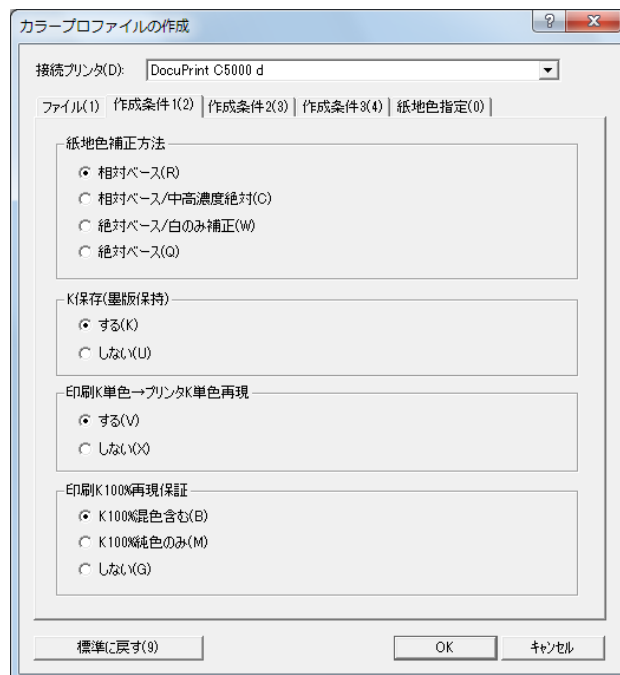 カラープロファイルの作成
接続プリンタ(D): DocuPrint C5000 d
ファイル(1) 作成条件1(2) 作成条件2(3) 作成条件3(4) 紙地色指定(0)
紙地色補正方法
相対ベース(R)
相対ベース/中高濃度絶対(C)
絶対ベース/白のみ補正(W)
絶対ベース(Q)
K保存(墨版保持)
する(K)
しない(U)
印刷K単色→プリンタK単色再現
する(V)
しない(X)
印刷K100%再現保証
K100%混色含む(B)
K100%純色のみ(M)
しない(G)
標準に戻す(9) OK キャンセル